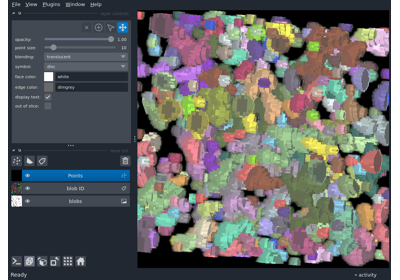 File View Plugins Window Help
opacity: 1.00
point size: 10
blending: translucent
symbol: disc
face color: white
edge color: dimgrey
display text:
out of slice:
Points
blob ID
blobs
Ready
activity